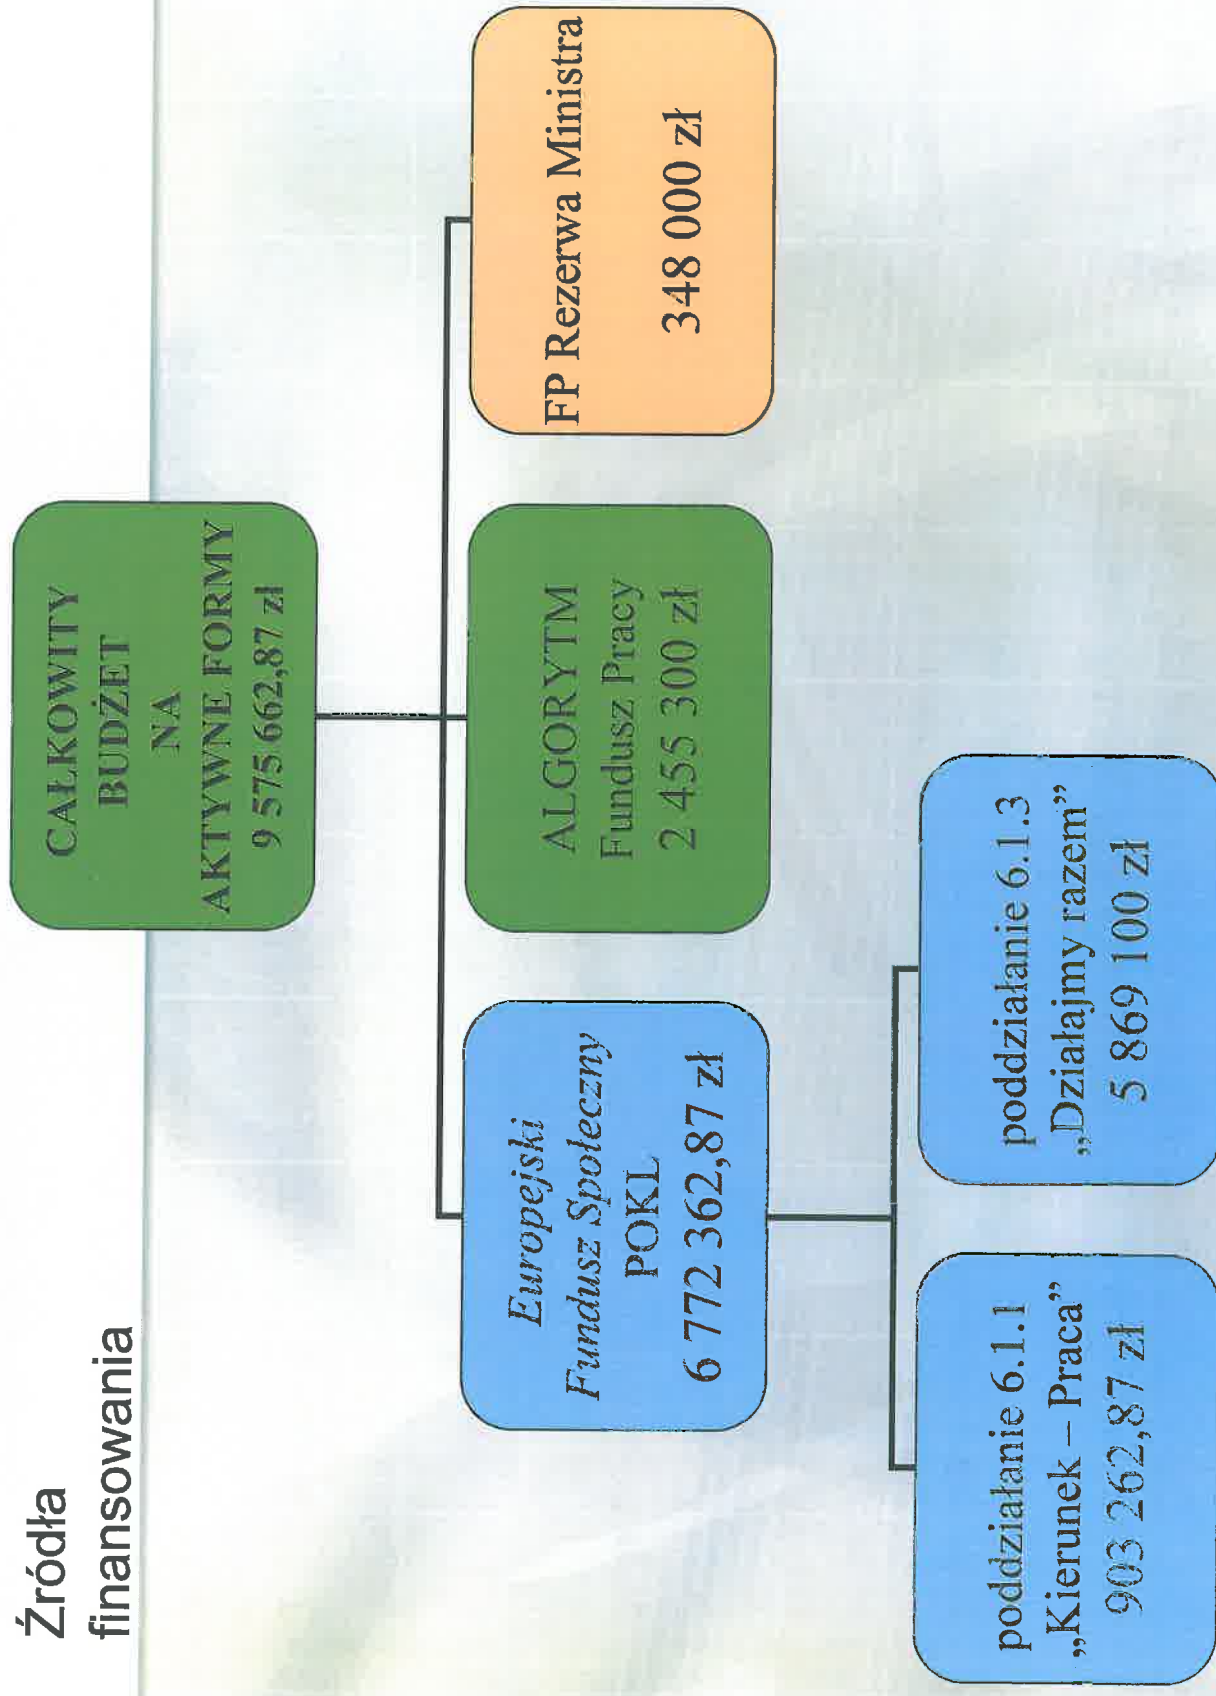 Źródła
finansowania
CAŁKOWITY
BUDŻET
NA
AKTYWNE FORMY
9 575 662,87 zł
Europejski
Fundusz Społeczny
POKL
6 772 362,87 zł
ALGORYTM
Fundusz Pracy
2 455 300 zł
FP Rezerwa Ministra
348 000 zł
poddziałanie 6.1.1
„Kierunek – Praca”
903 262,87 zł
poddziałanie 6.1.3
„Działajmy razem”
5 869 100 zł